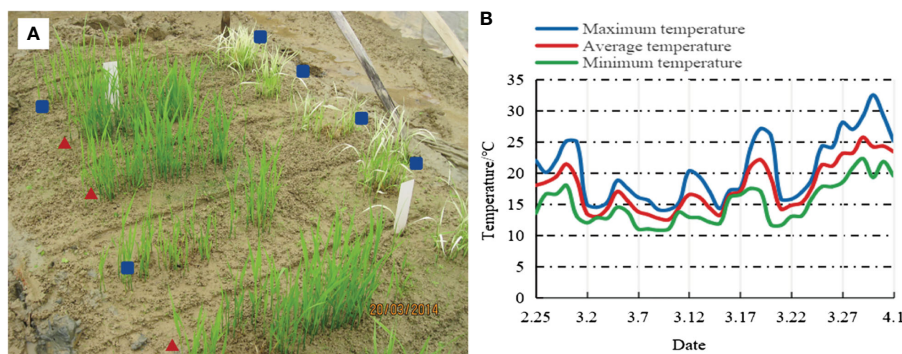 A
20/03/2014
B
Maximum temperature
Average temperature
Minimum temperature
Temperature/°C
35
30
25
20
15
10
5
0
2.25 3.2 3.7 3.12 3.17 3.22 3.27 4.1
Date